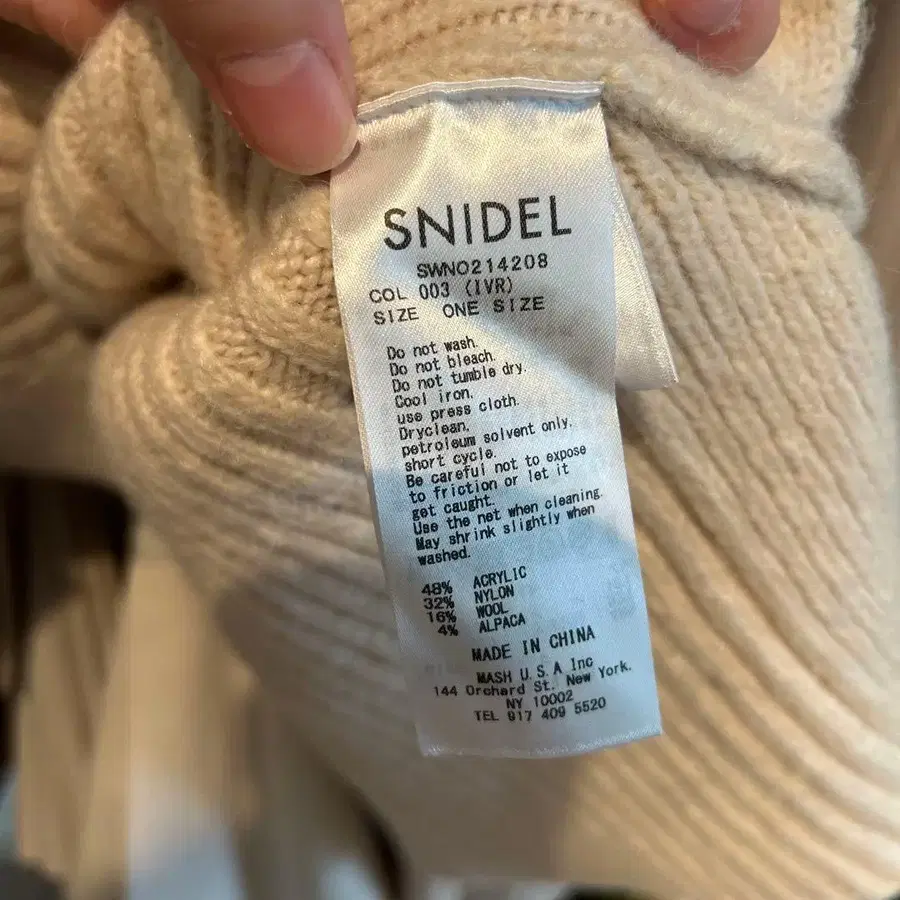 SNIDEL
SWNO214208
COL 003 (IVR)
SIZE ONE SIZE
Do not wash.
Do not bleach.
Do not tumble dry.
Cool iron.
use press cloth.
Dryclean.
petroleum solvent only.
short cycle.
Be careful not to expose
to friction or let it
get caught.
Use the net when cleaning.
May shrink slightly when
washed.
48% ACRYLIC
32% NYLON
16% WOOL
4% ALPACA
MADE IN CHINA
MASH U.S.A Inc
144 Orchard St. New York.
NY 10002
TEL 917 409 5520